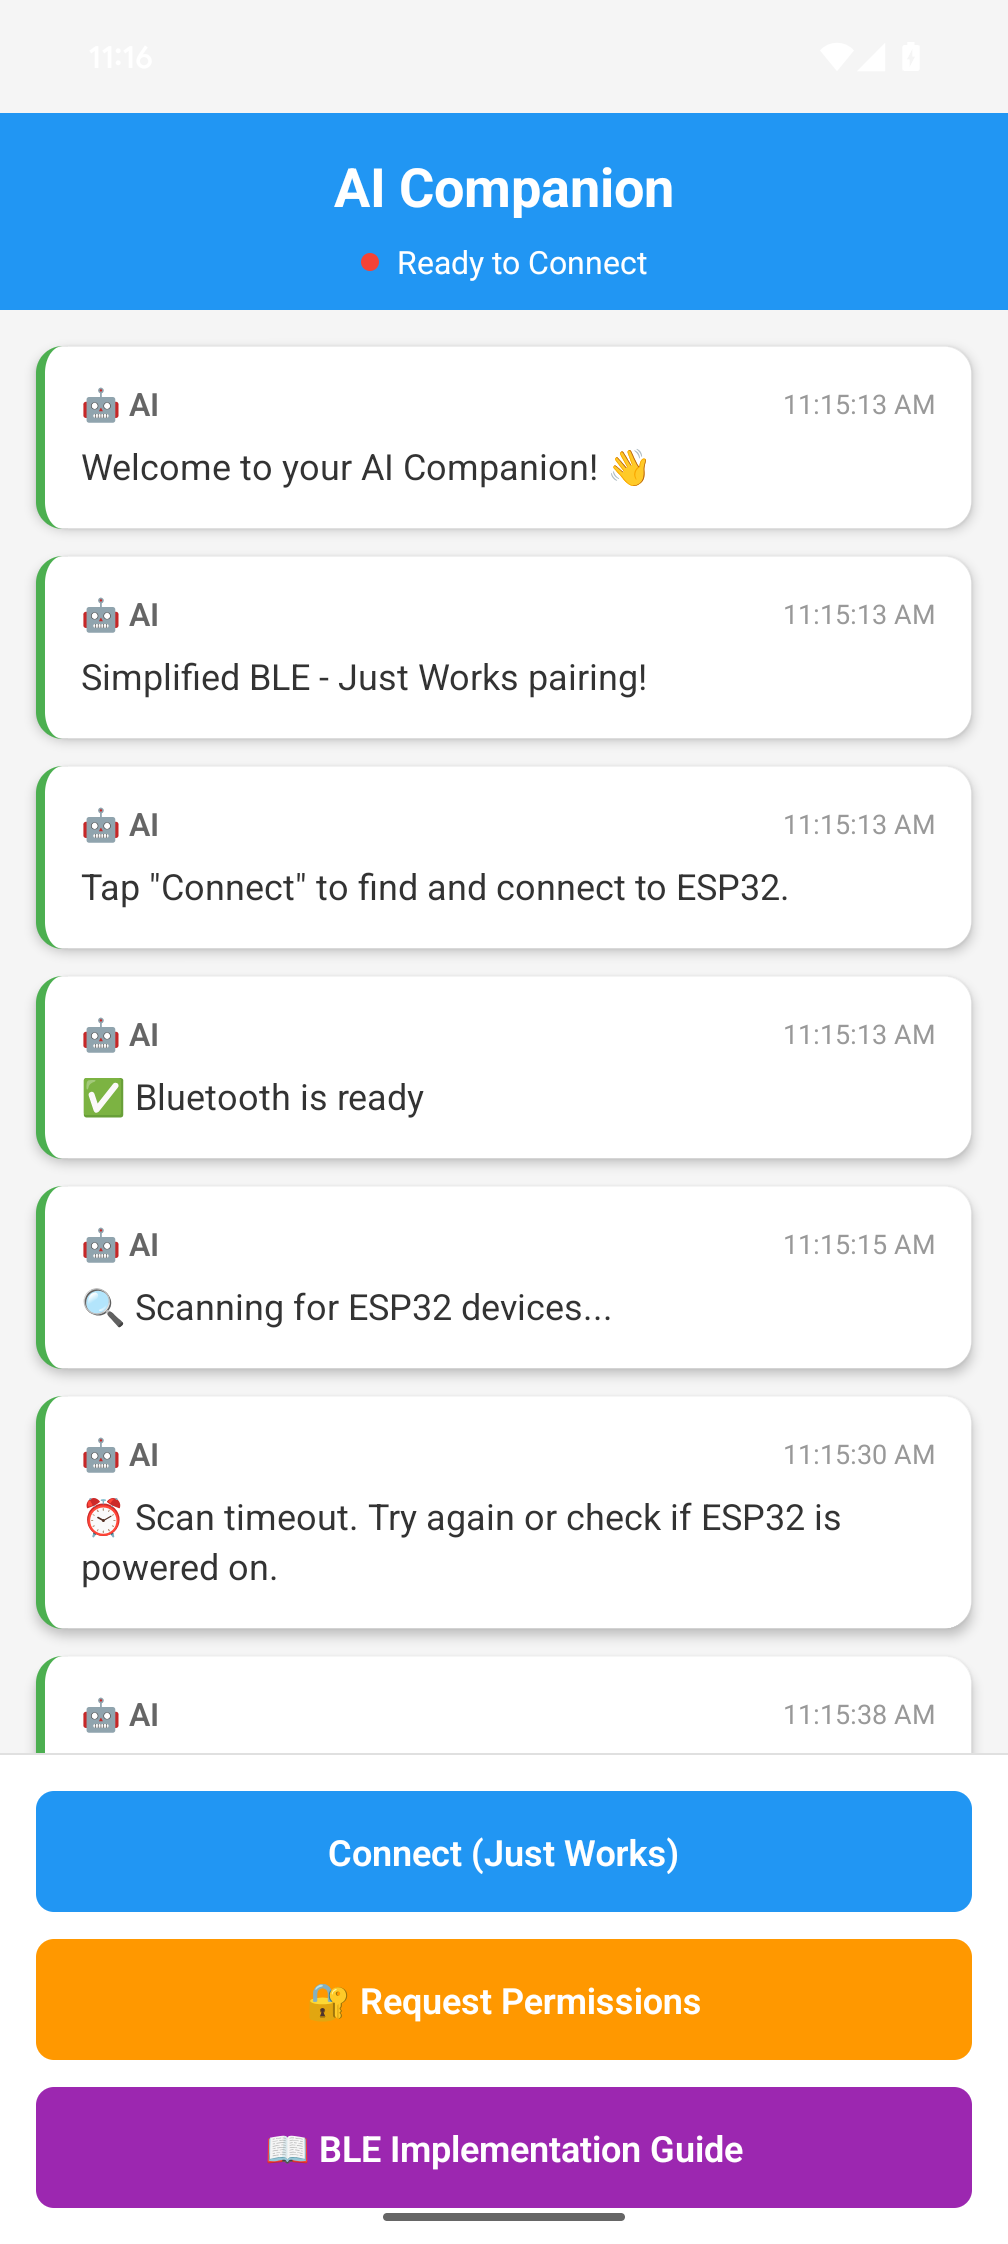 11:16
AI Companion
Ready to Connect
🤖 AI 11:15:13 AM
Welcome to your AI Companion! 👋
🤖 AI 11:15:13 AM
Simplified BLE - Just Works pairing!
🤖 AI 11:15:13 AM
Tap "Connect" to find and connect to ESP32.
🤖 AI 11:15:13 AM
✅ Bluetooth is ready
🤖 AI 11:15:15 AM
🔍 Scanning for ESP32 devices...
🤖 AI 11:15:30 AM
⏰ Scan timeout. Try again or check if ESP32 is
powered on.
🤖 AI 11:15:38 AM
Connect (Just Works)
🔐 Request Permissions
📖 BLE Implementation Guide